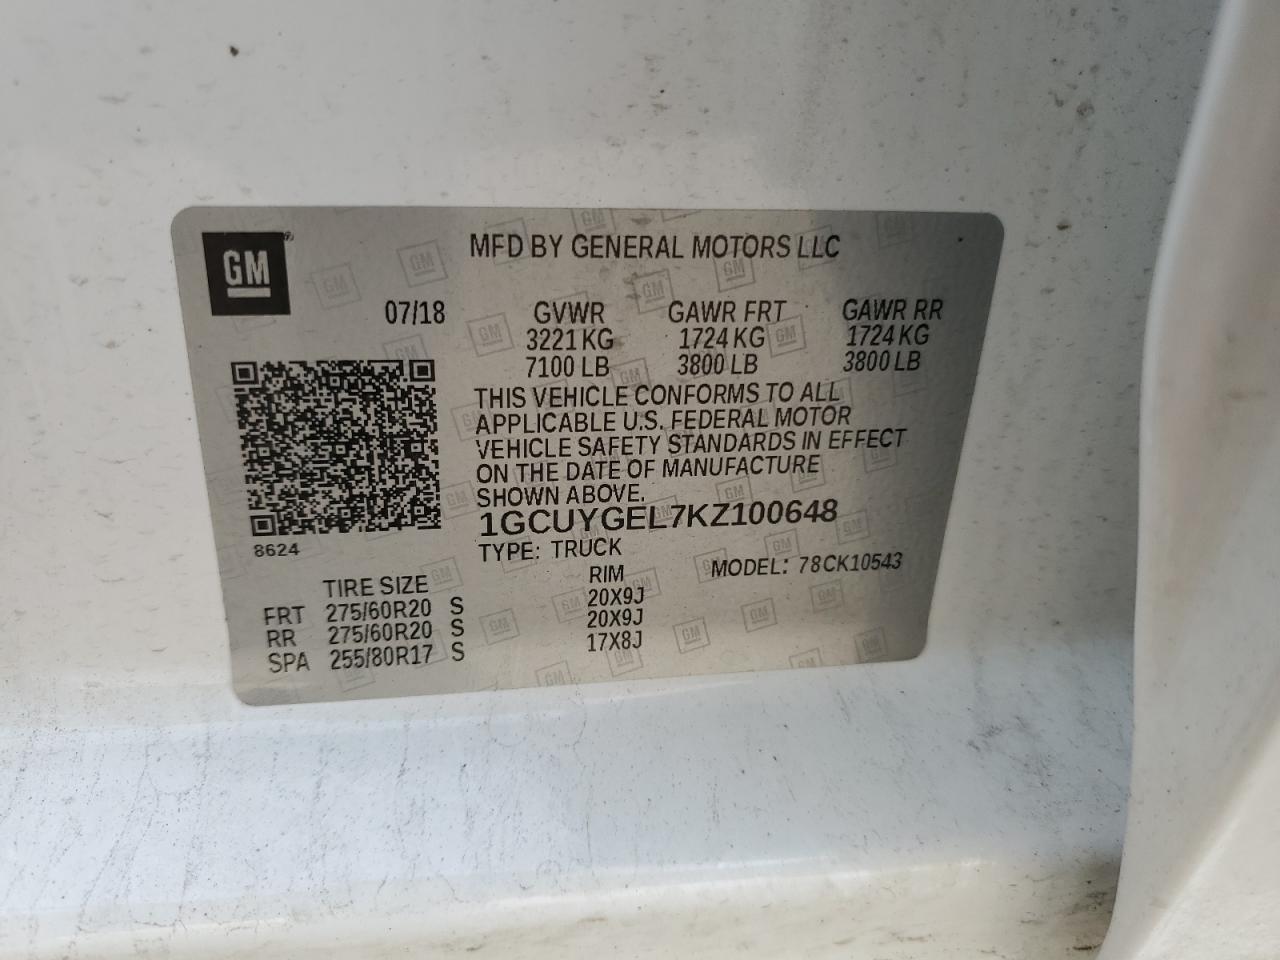 GM
MFD BY GENERAL MOTORS LLC
07/18 GVWR GAWR FRT GAWR RR
3221 KG 1724 KG 1724 KG
7100 LB 3800 LB 3800 LB
THIS VEHICLE CONFORMS TO ALL
APPLICABLE U.S. FEDERAL MOTOR
VEHICLE SAFETY STANDARDS IN EFFECT
ON THE DATE OF MANUFACTURE
SHOWN ABOVE.
1GCUYGEL7KZ100648
8624
TYPE: TRUCK MODEL: 78CK10543
TIRE SIZE RIM
FRT 275/60R20 S 20X9J
RR 275/60R20 S 20X9J
SPA 255/80R17 S 17X8J